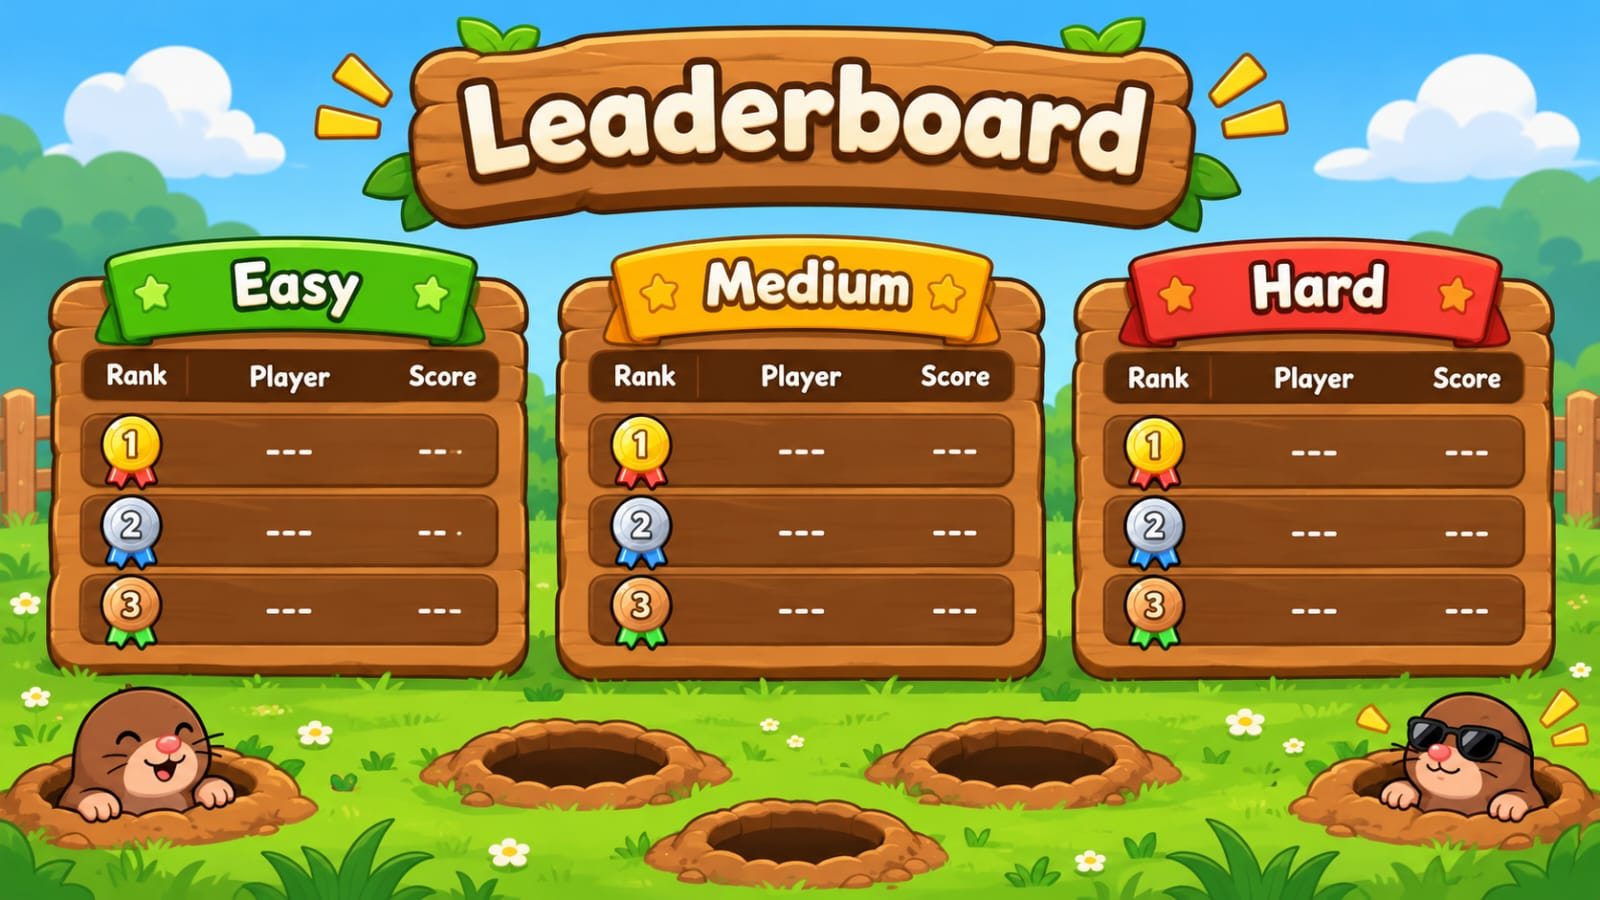 Leaderboard
Easy
Rank Player Score
1 --- ---
2 --- -- -
3 --- ---
Medium
Rank Player Score
1 --- ---
2 --- ---
3 --- ---
Hard
Rank Player Score
1 --- ---
2 --- ---
3 --- ---